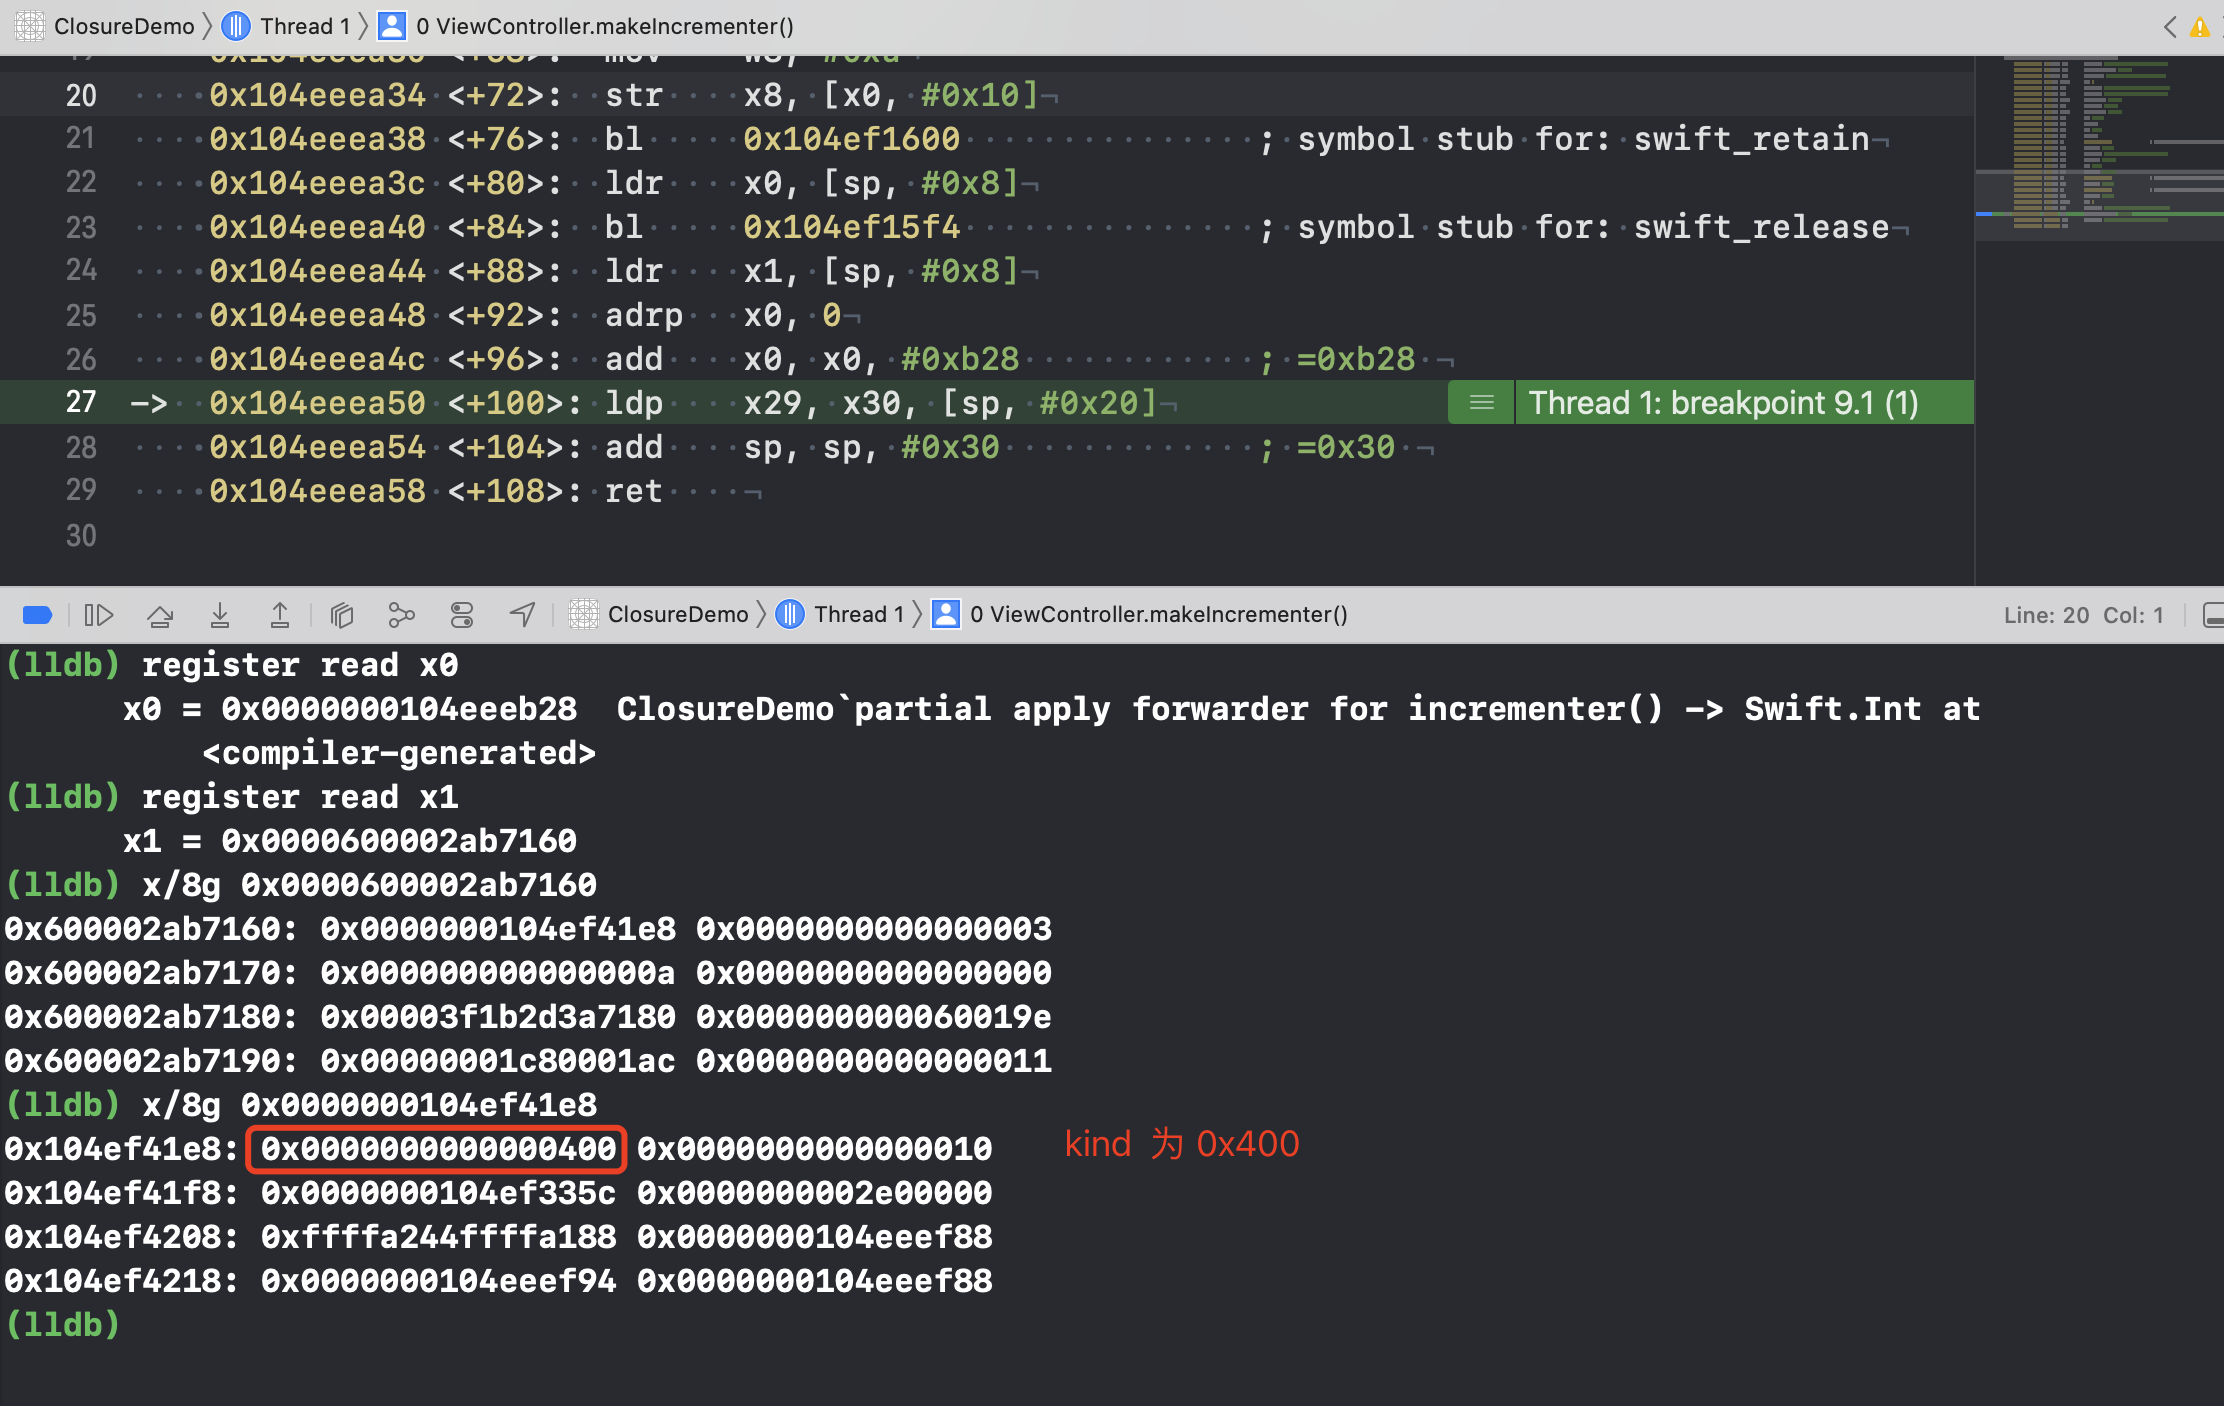 ClosureDemo Thread 1 0 ViewController.makeIncrementer()
20 0x104eeea34 <+72>: str x8, [x0, #0x10]¬
21 0x104eeea38 <+76>: bl 0x104ef1600 ; symbol stub for: swift_retain¬
22 0x104eeea3c <+80>: ldr x0, [sp, #0x8]¬
23 0x104eeea40 <+84>: bl 0x104ef15f4 ; symbol stub for: swift_release¬
24 0x104eeea44 <+88>: ldr x1, [sp, #0x8]¬
25 0x104eeea48 <+92>: adrp x0, 0¬
26 0x104eeea4c <+96>: add x0, x0, #0xb28 ; =0xb28 ¬
27 -> 0x104eeea50 <+100>: ldp x29, x30, [sp, #0x20]¬ Thread 1: breakpoint 9.1 (1)
28 0x104eeea54 <+104>: add sp, sp, #0x30 ; =0x30 ¬
29 0x104eeea58 <+108>: ret ¬
30
ClosureDemo Thread 1 0 ViewController.makeIncrementer() Line: 20 Col: 1
(lldb) register read x0
x0 = 0x0000000104eeeb28 ClosureDemo`partial apply forwarder for incrementer() -> Swift.Int at
<compiler-generated>
(lldb) register read x1
x1 = 0x0000600002ab7160
(lldb) x/8g 0x0000600002ab7160
0x600002ab7160: 0x0000000104ef41e8 0x0000000000000003
0x600002ab7170: 0x000000000000000a 0x0000000000000000
0x600002ab7180: 0x00003f1b2d3a7180 0x000000000060019e
0x600002ab7190: 0x00000001c80001ac 0x0000000000000011
(lldb) x/8g 0x0000000104ef41e8
0x104ef41e8: 0x0000000000000400 0x0000000000000010 kind 为 0x400
0x104ef41f8: 0x0000000104ef335c 0x0000000002e00000
0x104ef4208: 0xffffa244ffffa188 0x0000000104eeef88
0x104ef4218: 0x0000000104eeef94 0x0000000104eeef88
(lldb)